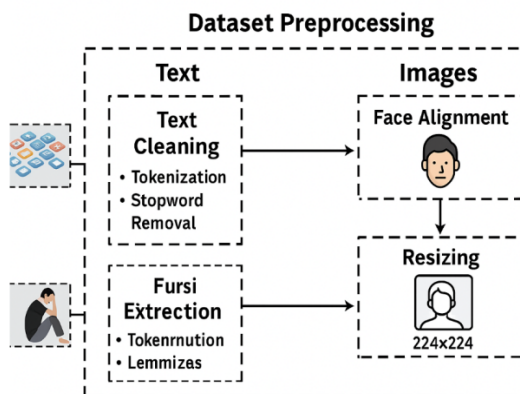 Dataset Preprocessing
Text
Images
Text
Cleaning
• Tokenization
• Stopword
Removal
Face Alignment
Fursi
Extrection
• Tokenrnution
• Lemmizas
Resizing
224x224